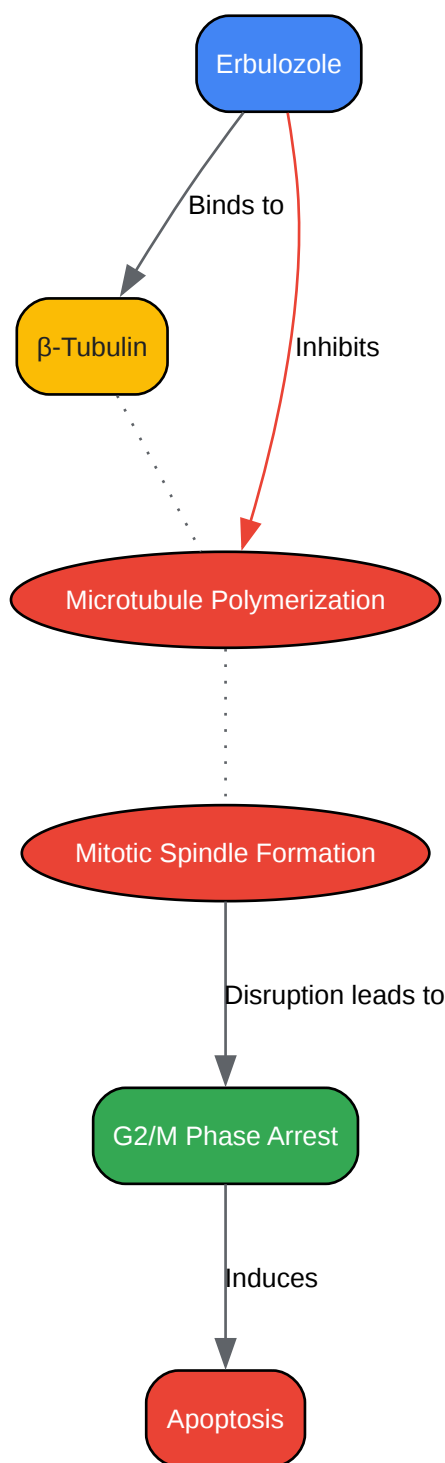 Erbulozole
Binds to
β-Tubulin
Inhibits
Microtubule Polymerization
Mitotic Spindle Formation
Disruption leads to
G2/M Phase Arrest
Induces
Apoptosis